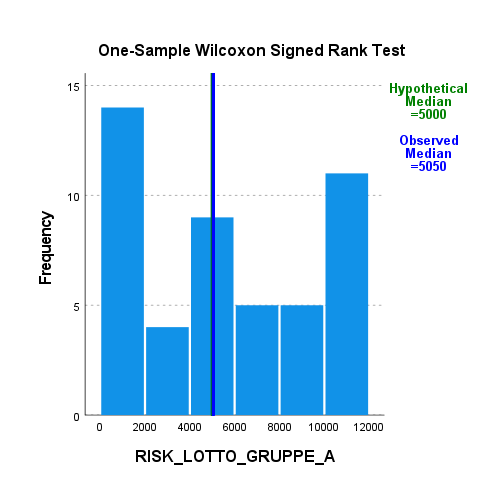 One-Sample Wilcoxon Signed Rank Test
Hypothetical
Median
=5000
Observed
Median
=5050
15
10
5
0
Frequency
0 2000 4000 6000 8000 10000 12000
RISK_LOTTO_GRUPPE_A